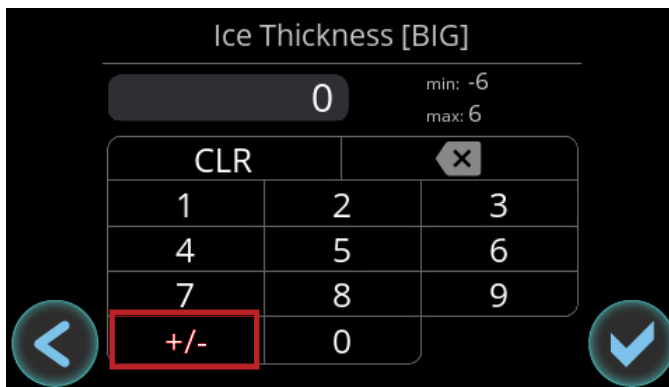 Ice Thickness [BIG]
0 min: -6
max: 6
CLR
1 2 3
4 5 6
7 8 9
+/- 0